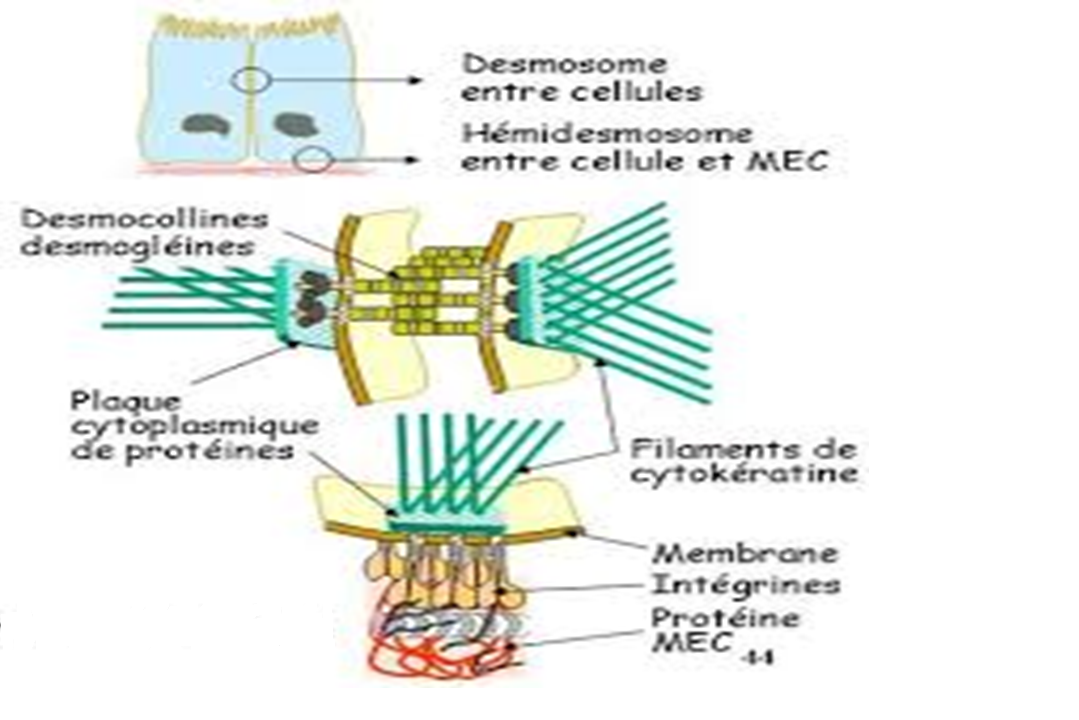 Desmosome
entre cellules
Hémidesmosome
entre cellule et MEC
Desmocollines
desmogléines
Plaque
cytoplasmique
de protéines
Filaments de
cytokératine
Membrane
Intégrines
Protéine
MEC
44